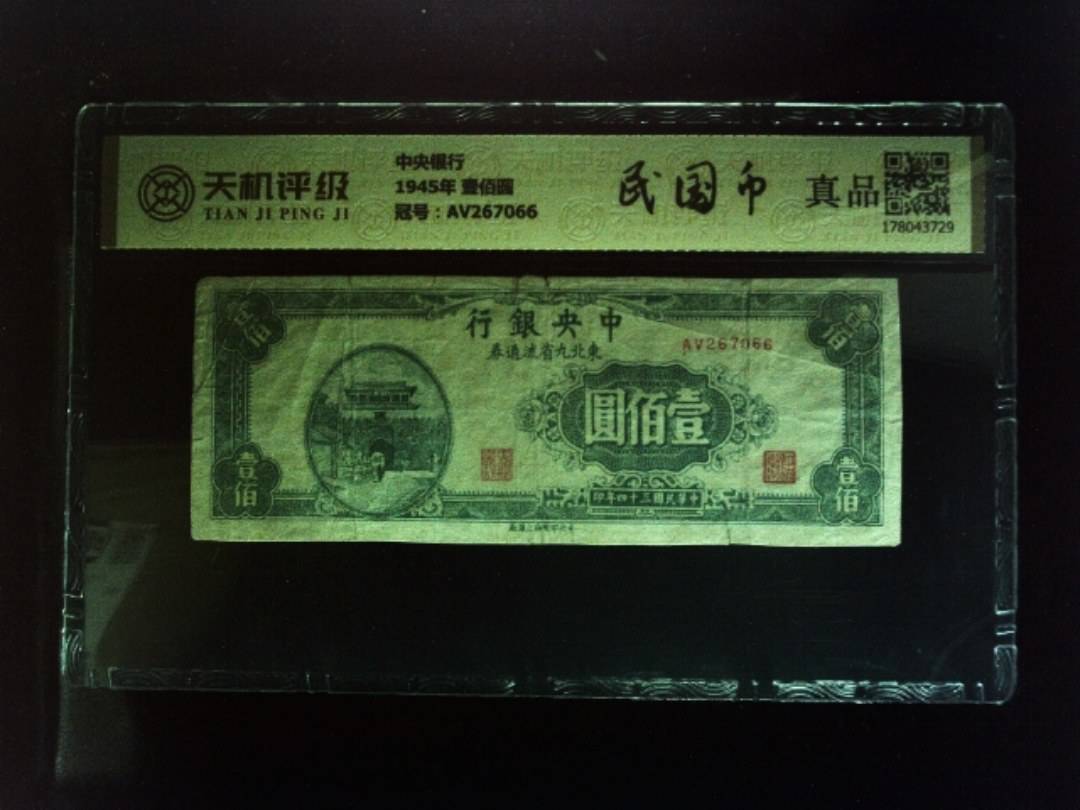 天机评级
TIAN JI PING JI
中央银行
1945年 壹佰圆
冠号：AV267066
民国币
真品
178043729
行銀央中
券通流省九北東
AV267066
圓佰壹
印年四十三國民華中
壹佰
壹佰
壹佰